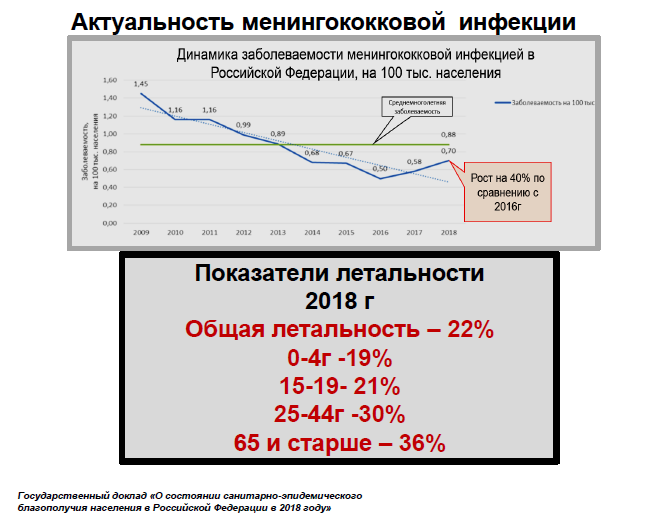 Актуальность менингококковой инфекции
Динамика заболеваемости менингококковой инфекцией в
Российской Федерации, на 100 тыс. населения
1,60
1,40
1,20
1,00
0,80
0,60
0,40
0,20
0,00
Заболеваемость,
на 100 тыс. населения
1,45
1,16
1,16
0,99
0,89
0,68
0,67
0,50
0,58
0,70
0,88
Среднемноголетняя
заболеваемость
Заболеваемость на 100 тыс
Рост на 40% по
сравнению с
2016г
2009 2010 2011 2012 2013 2014 2015 2016 2017 2018
Показатели летальности
2018 г
Общая летальность – 22%
0-4г -19%
15-19- 21%
25-44г -30%
65 и старше – 36%
Государственный доклад «О состоянии санитарно-эпидемического
благополучия населения в Российской Федерации в 2018 году»